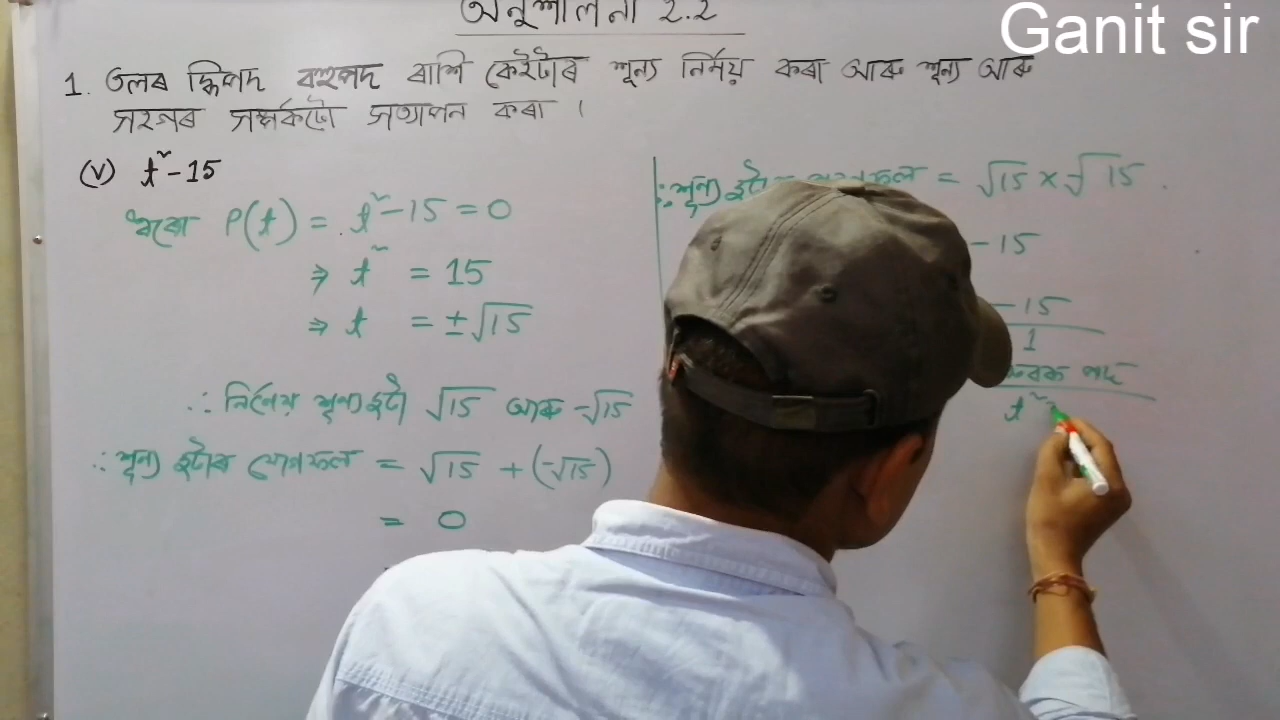 Ganit sir
অনুশীলনী 2.2
1. তলৰ দ্বিঘাত বহুপদ ৰাশি কেইটাৰ শূন্য নিৰ্ণয় কৰা আৰু শূন্য আৰু
সহগৰ সম্পৰ্কটো সত্যাপন কৰা ।
(v) t² - 15
ধৰো P(t) = t² - 15 = 0
⇒ t² = 15
⇒ t = ±√15
∴ নিৰ্ণেয় শূন্য দুটা √15 আৰু -√15
∴ শূন্য দুটাৰ যোগফল = √15 + (-√15)
= 0
∴ শূন্য = √15 × -√15
-15
-15
1
পদ
t²